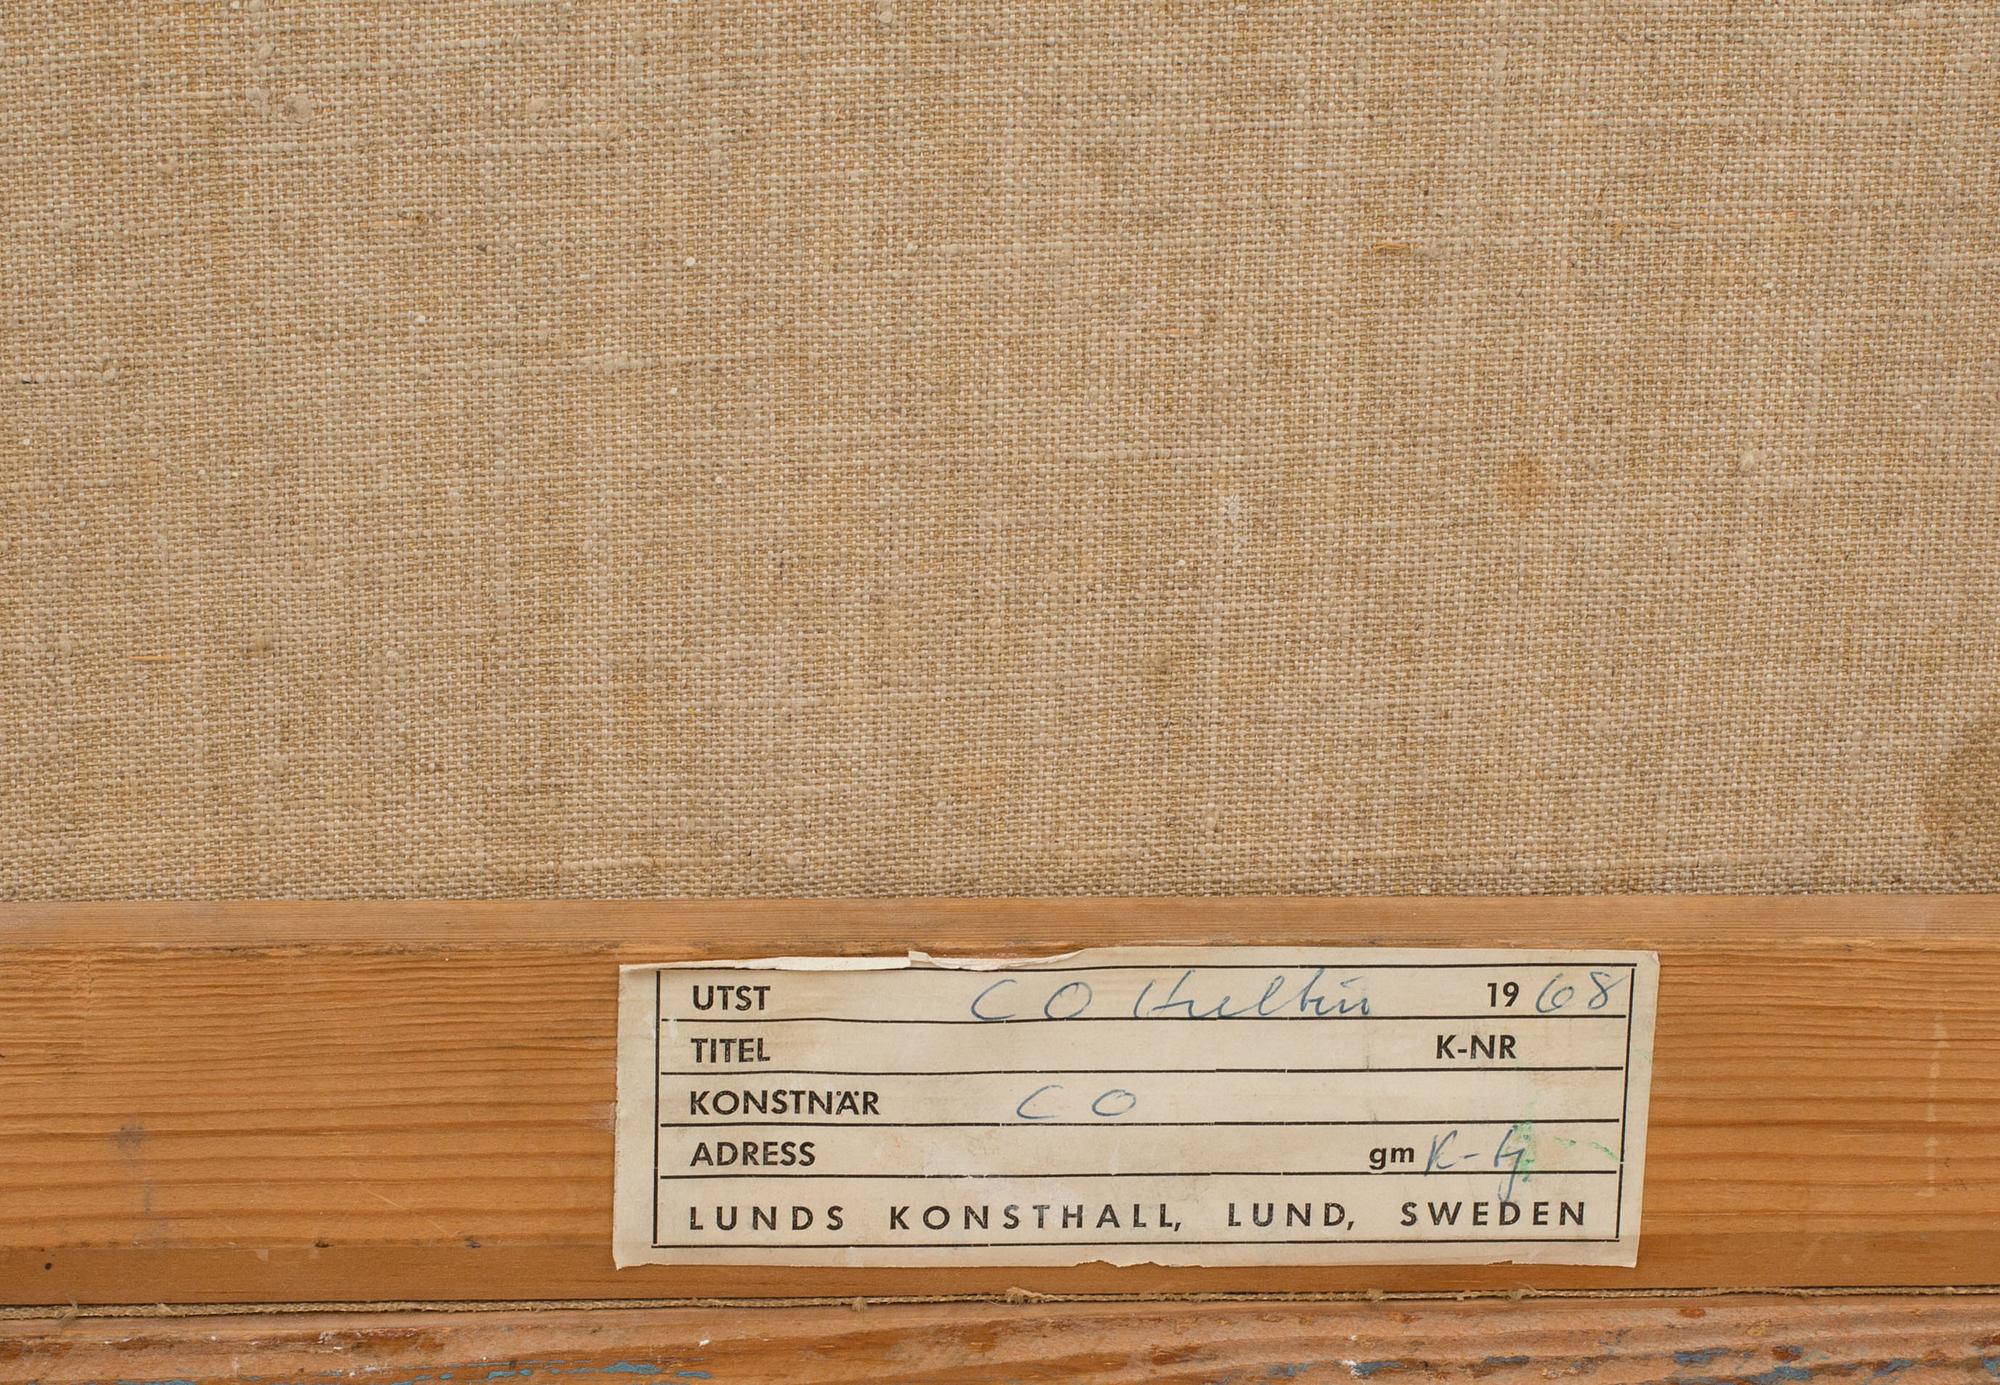 UTST C O Hultén 1968
TITEL K-NR
KONSTNÄR C O
ADRESS gm K-G
LUNDS KONSTHALL, LUND, SWEDEN